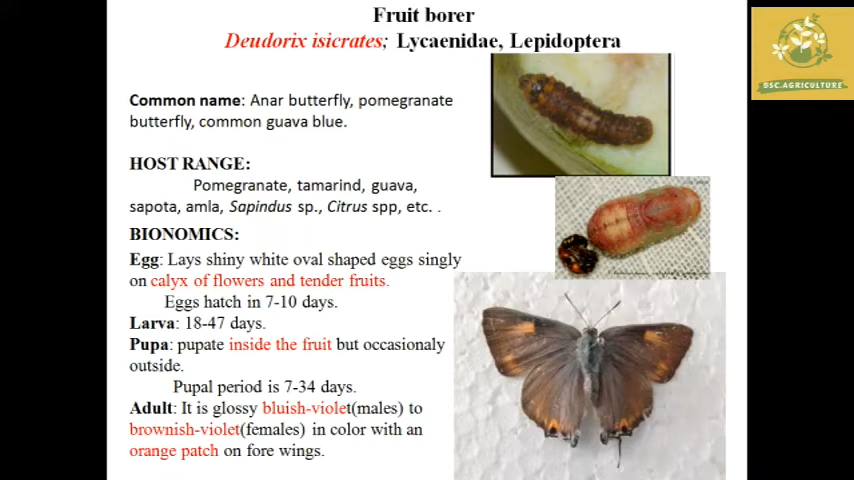 Fruit borer
Deudorix isicrates; Lycaenidae, Lepidoptera
BSC.AGRICULTURE
Common name: Anar butterfly, pomegranate
butterfly, common guava blue.
HOST RANGE:
Pomegranate, tamarind, guava,
sapota, amla, Sapindus sp., Citrus spp, etc. .
BIONOMICS:
Egg: Lays shiny white oval shaped eggs singly
on calyx of flowers and tender fruits.
Eggs hatch in 7-10 days.
Larva: 18-47 days.
Pupa: pupate inside the fruit but occasionaly
outside.
Pupal period is 7-34 days.
Adult: It is glossy bluish-violet(males) to
brownish-violet(females) in color with an
orange patch on fore wings.